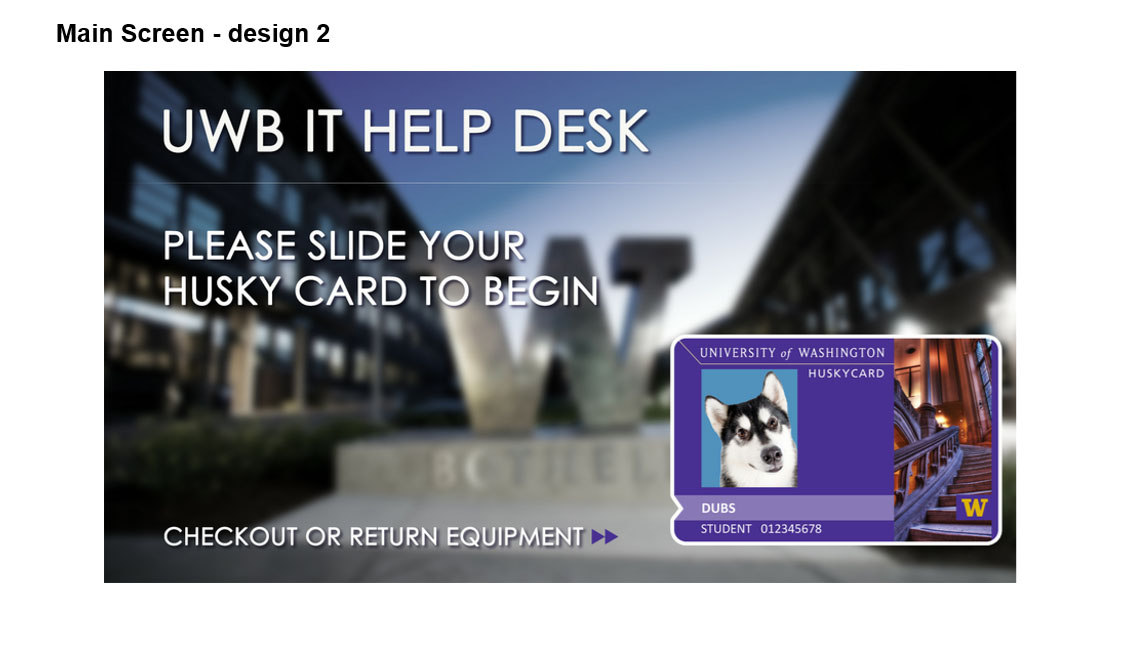 Main Screen - design 2
UWB IT HELP DESK
PLEASE SLIDE YOUR
HUSKY CARD TO BEGIN
UNIVERSITY of WASHINGTON
HUSKYCARD
DUBS
STUDENT 012345678
W
CHECKOUT OR RETURN EQUIPMENT
W
BOTHELL